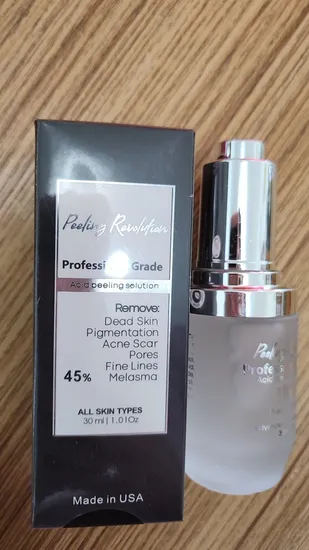 Peeling Revolution
Professional Grade
Acid peeling solution
Remove:
Dead Skin
Pigmentation
Acne Scar
Pores
Fine Lines
45% Melasma
ALL SKIN TYPES
30 ml | 1.01Oz
Made in USA